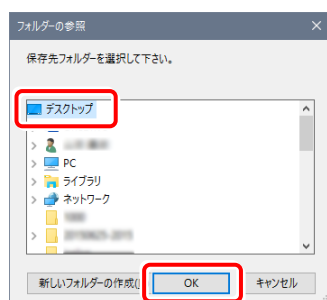 フォルダーの参照
保存先フォルダーを選択して下さい。
デスクトップ
PC
ライブラリ
ネットワーク
新しいフォルダーの作成(
OK
キャンセル